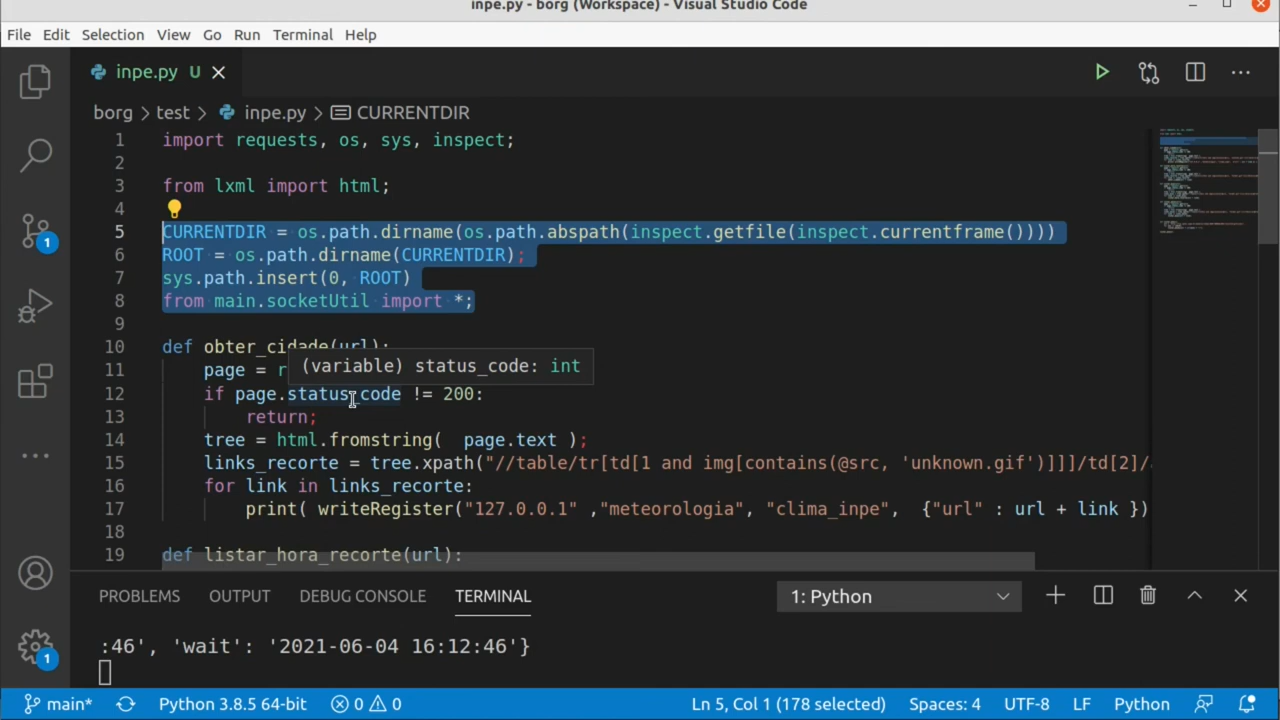 inpe.py - borg (Workspace) - Visual Studio Code
File Edit Selection View Go Run Terminal Help
inpe.py U
borg > test > inpe.py > CURRENTDIR
1 import requests, os, sys, inspect;
2
3 from lxml import html;
4
5 CURRENTDIR = os.path.dirname(os.path.abspath(inspect.getfile(inspect.currentframe())))
6 ROOT = os.path.dirname(CURRENTDIR);
7 sys.path.insert(0, ROOT)
8 from main.socketUtil import *;
9
10 def obter_cidade(url):
(variable) status_code: int
11 page = r
12 if page.status_code != 200:
13 return;
14 tree = html.fromstring( page.text );
15 links_recorte = tree.xpath("//table/tr[td[1 and img[contains(@src, 'unknown.gif')]]]/td[2]/
16 for link in links_recorte:
17 print( writeRegister("127.0.0.1" ,"meteorologia", "clima_inpe", {"url" : url + link })
18
19 def listar_hora_recorte(url):
1
1
PROBLEMS OUTPUT DEBUG CONSOLE TERMINAL 1: Python
:46', 'wait': '2021-06-04 16:12:46'}
main* Python 3.8.5 64-bit 0 0 Ln 5, Col 1 (178 selected) Spaces: 4 UTF-8 LF Python